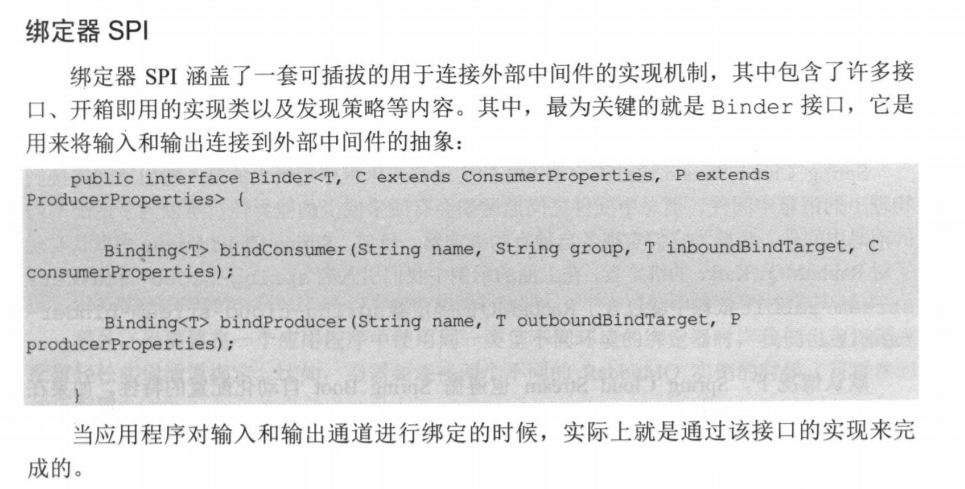 绑定器 SPI
绑定器 SPI 涵盖了一套可插拔的用于连接外部中间件的实现机制，其中包含了许多接
口、开箱即用的实现类以及发现策略等内容。其中，最为关键的就是 Binder 接口，它是
用来将输入和输出连接到外部中间件的抽象：
public interface Binder<T, C extends ConsumerProperties, P extends
ProducerProperties> {
Binding<T> bindConsumer(String name, String group, T inboundBindTarget, C
consumerProperties);
Binding<T> bindProducer(String name, T outboundBindTarget, P
producerProperties);
}
当应用程序对输入和输出通道进行绑定的时候，实际上就是通过该接口的实现来完
成的。